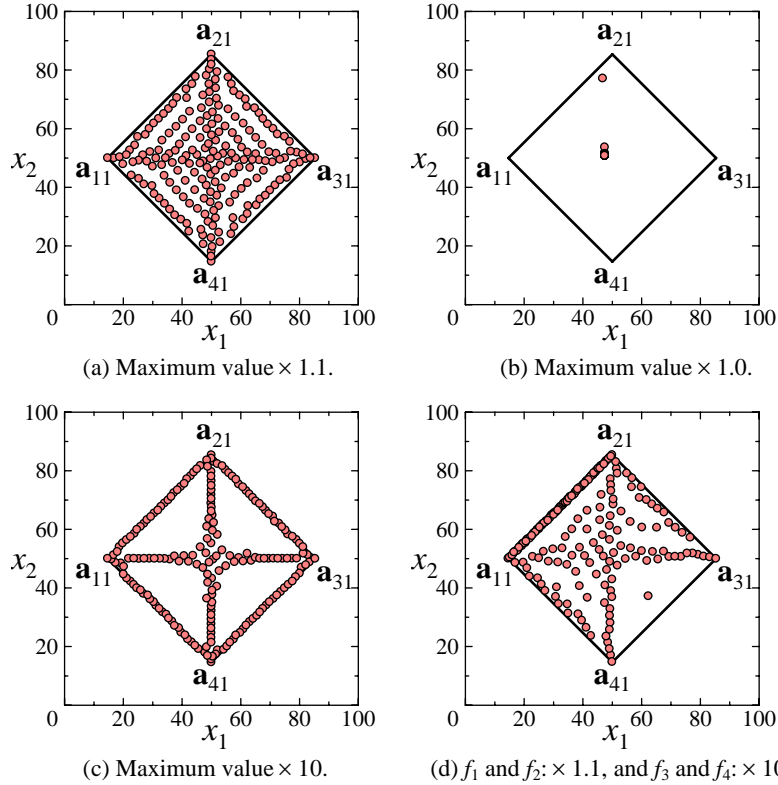 100
80
60
40
20
0
x2
a21
a11
a31
a41
20 40 60 80 100
x1
(a) Maximum value × 1.1.
100
80
60
40
20
0
x2
a21
a11
a31
a41
20 40 60 80 100
x1
(b) Maximum value × 1.0.
100
80
60
40
20
0
x2
a21
a11
a31
a41
20 40 60 80 100
x1
(c) Maximum value × 10.
100
80
60
40
20
0
x2
a21
a11
a31
a41
20 40 60 80 100
x1
(d) f1 and f2: × 1.1, and f3 and f4: × 10